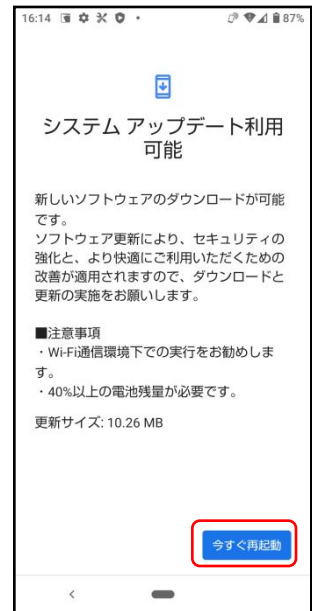 16:14 87%
システム アップデート利用
可能
新しいソフトウェアのダウンロードが可能
です。
ソフトウェア更新により、セキュリティの
強化と、より快適にご利用いただくための
改善が適用されますので、ダウンロードと
更新の実施をお願いします。
■注意事項
・Wi-Fi通信環境下での実行をお勧めしま
す。
・40%以上の電池残量が必要です。
更新サイズ: 10.26 MB
今すぐ再起動